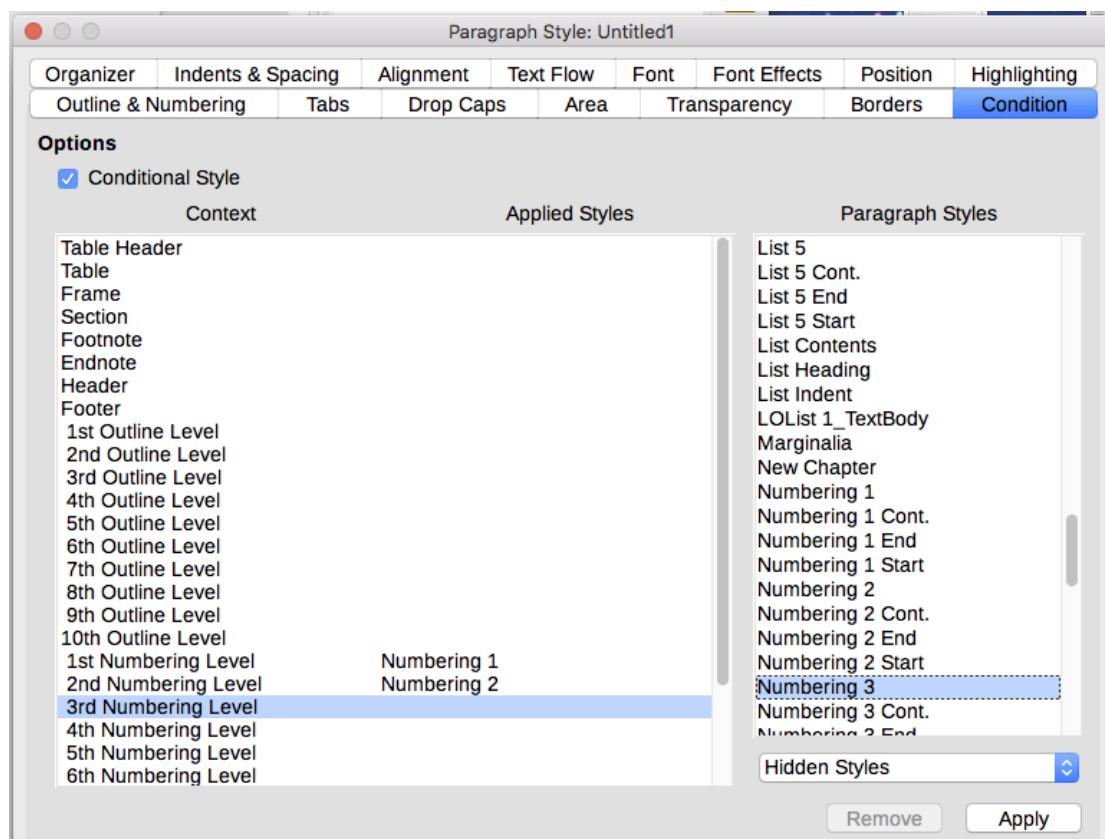 Paragraph Style: Untitled1
Organizer Indents & Spacing Alignment Text Flow Font Font Effects Position Highlighting
Outline & Numbering Tabs Drop Caps Area Transparency Borders Condition
Options
Conditional Style
Context Applied Styles
Table Header
Table
Frame
Section
Footnote
Endnote
Header
Footer
1st Outline Level
2nd Outline Level
3rd Outline Level
4th Outline Level
5th Outline Level
6th Outline Level
7th Outline Level
8th Outline Level
9th Outline Level
10th Outline Level
1st Numbering Level Numbering 1
2nd Numbering Level Numbering 2
3rd Numbering Level
4th Numbering Level
5th Numbering Level
6th Numbering Level
Paragraph Styles
List 5
List 5 Cont.
List 5 End
List 5 Start
List Contents
List Heading
List Indent
LOList 1_TextBody
Marginalia
New Chapter
Numbering 1
Numbering 1 Cont.
Numbering 1 End
Numbering 1 Start
Numbering 2
Numbering 2 Cont.
Numbering 2 End
Numbering 2 Start
Numbering 3
Numbering 3 Cont.
Numbering 3 End
Hidden Styles
Remove Apply